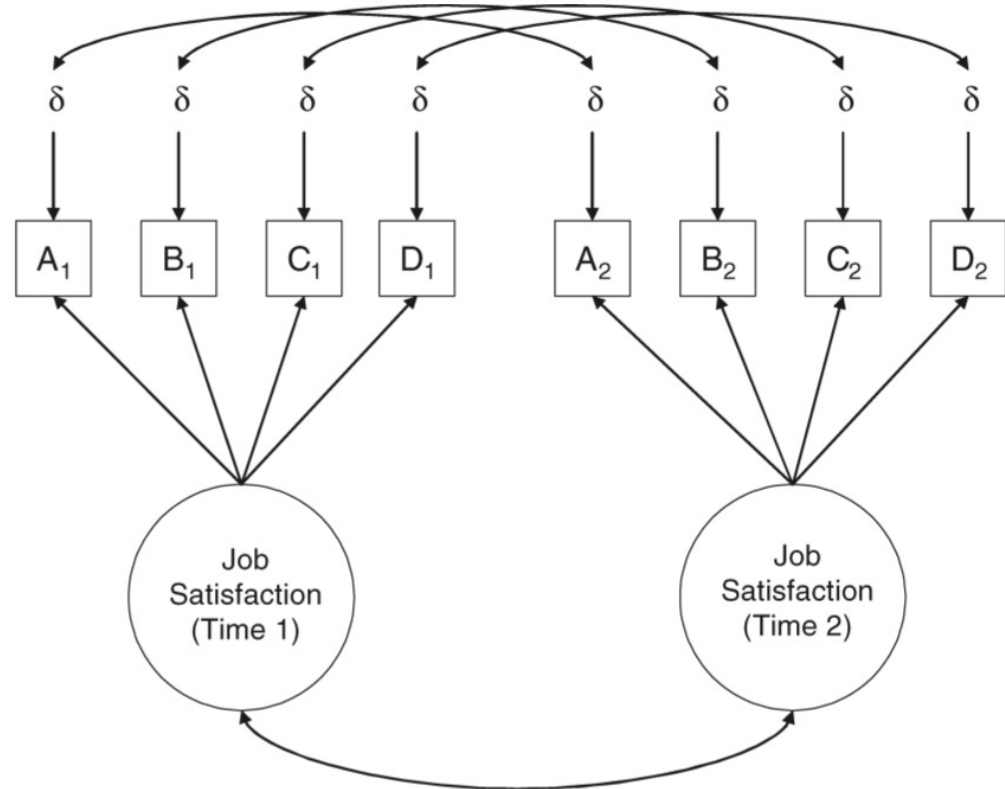 δ δ δ δ δ δ δ δ
A₁ B₁ C₁ D₁ A₂ B₂ C₂ D₂
Job
Satisfaction
(Time 1)
Job
Satisfaction
(Time 2)